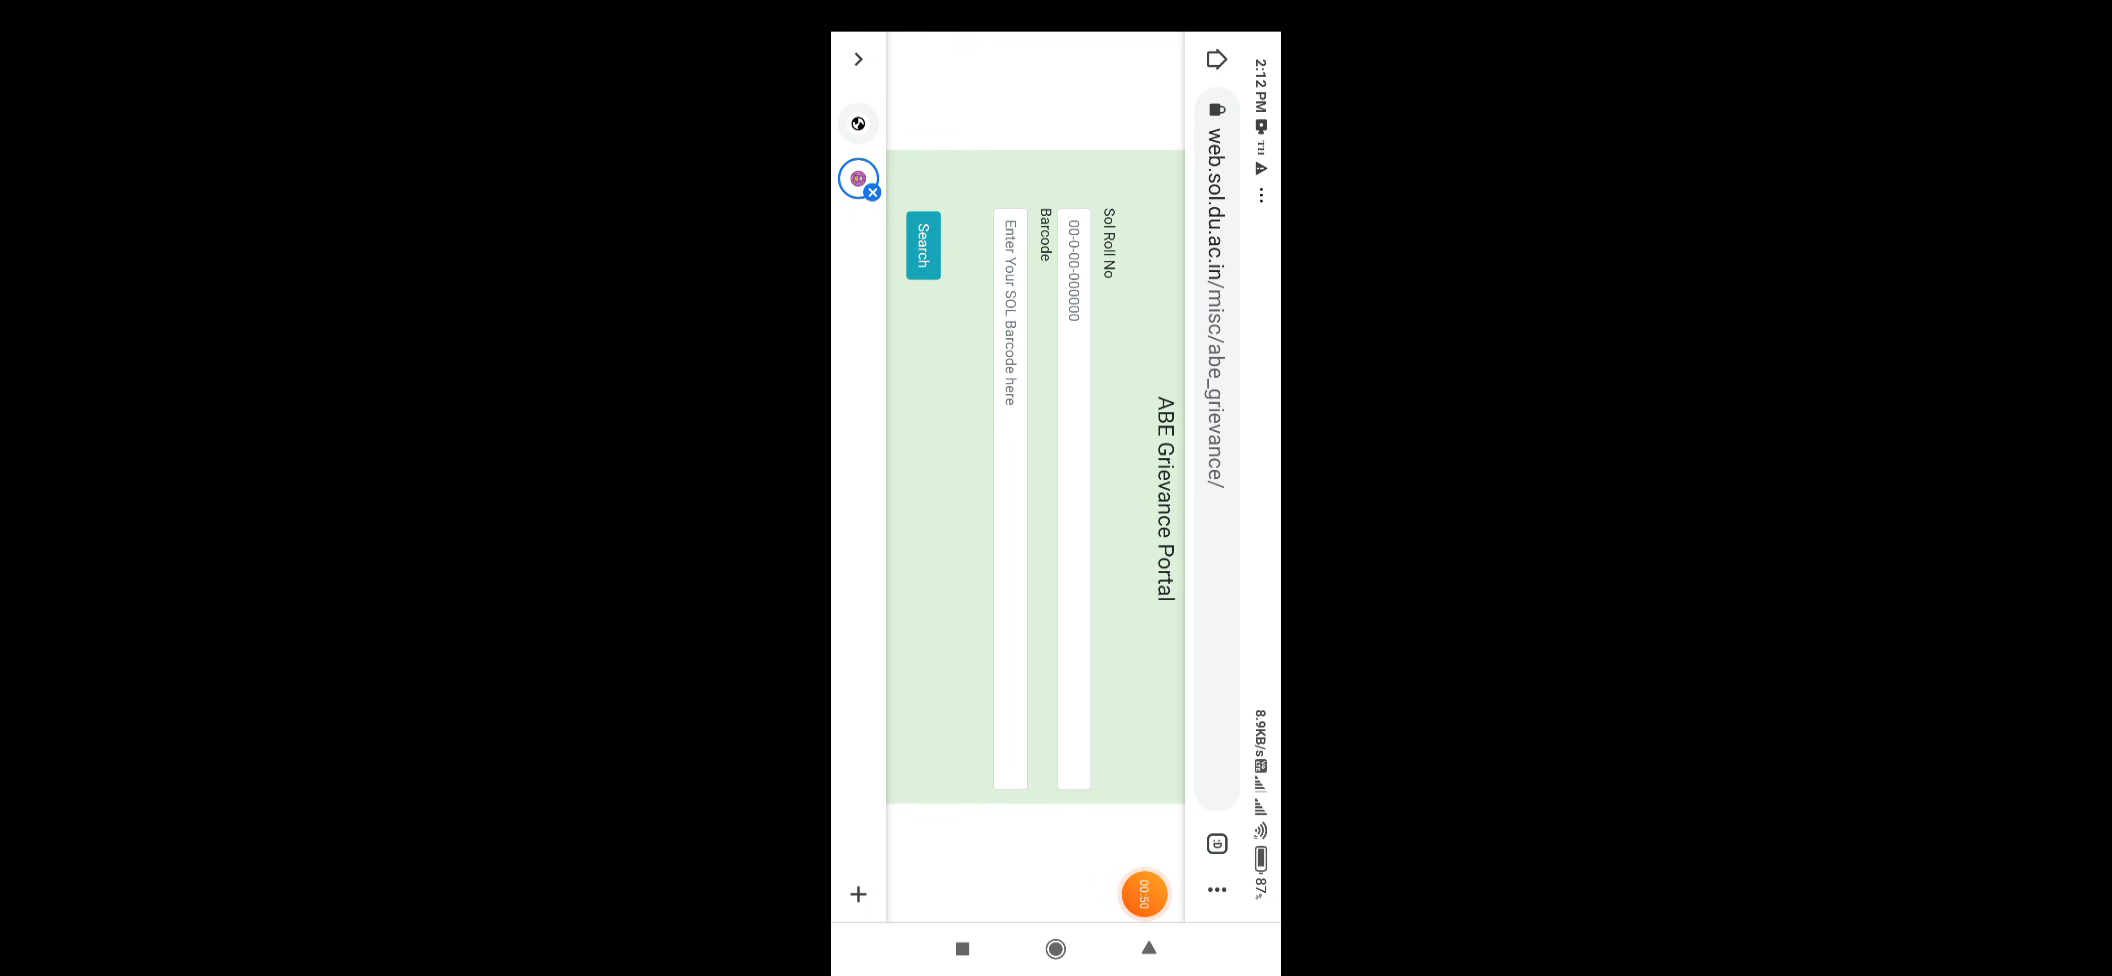 2:12 PM TH ...
8.9KB/s 87%
web.sol.du.ac.in/misc/abe_grievance/
:D
00:50
ABE Grievance Portal
Sol Roll No
00-0-00-000000
Barcode
Enter Your SOL Barcode here
Search